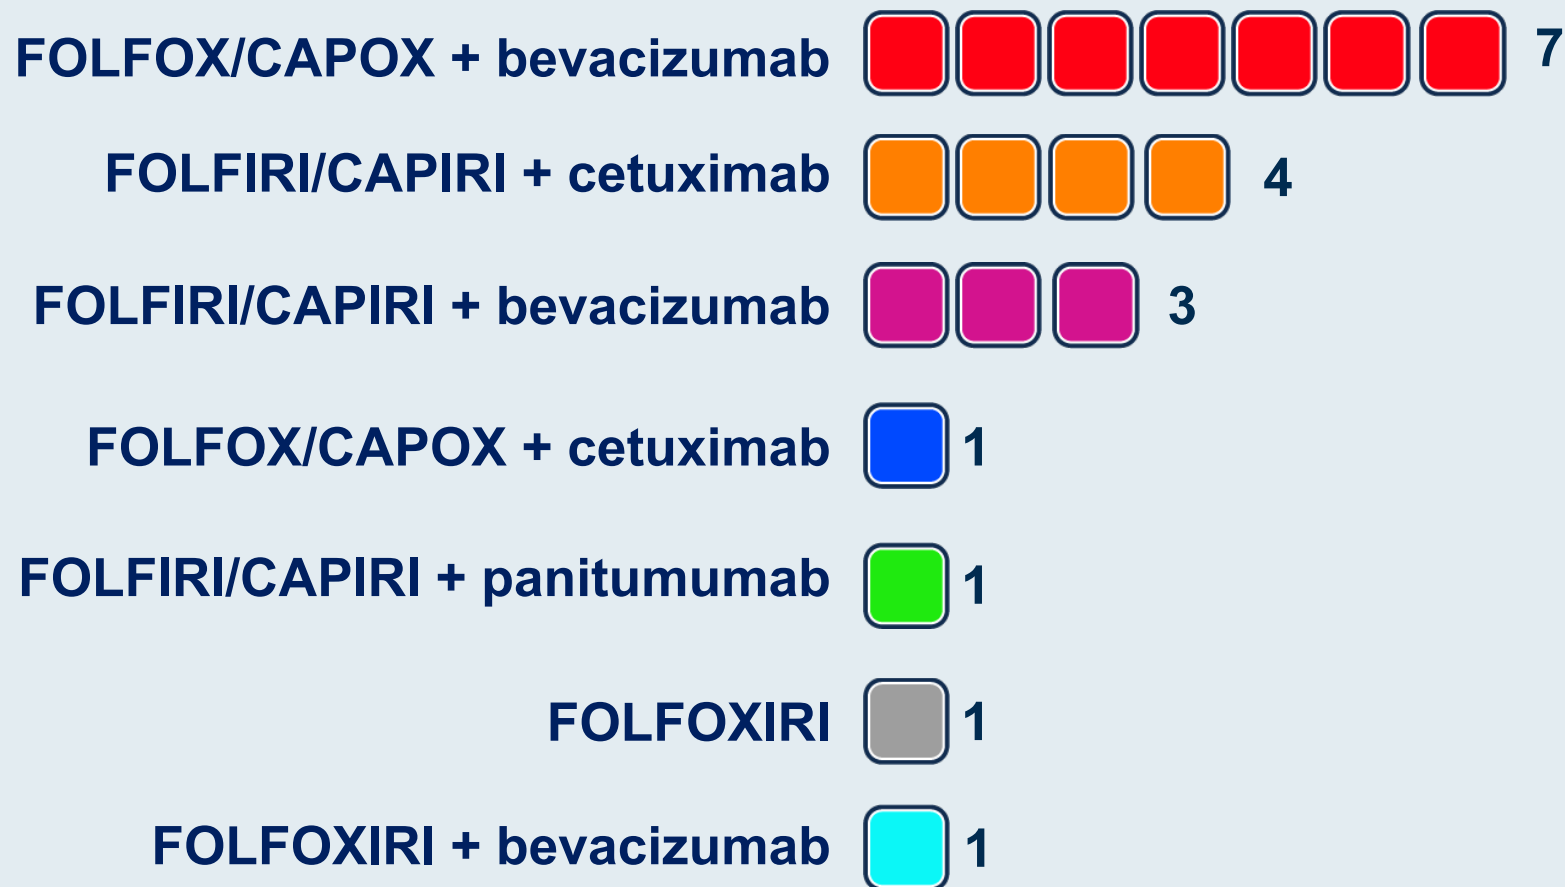 FOLFOX/CAPOX + bevacizumab 7
FOLFIRI/CAPIRI + cetuximab 4
FOLFIRI/CAPIRI + bevacizumab 3
FOLFOX/CAPOX + cetuximab 1
FOLFIRI/CAPIRI + panitumumab 1
FOLFOXIRI 1
FOLFOXIRI + bevacizumab 1